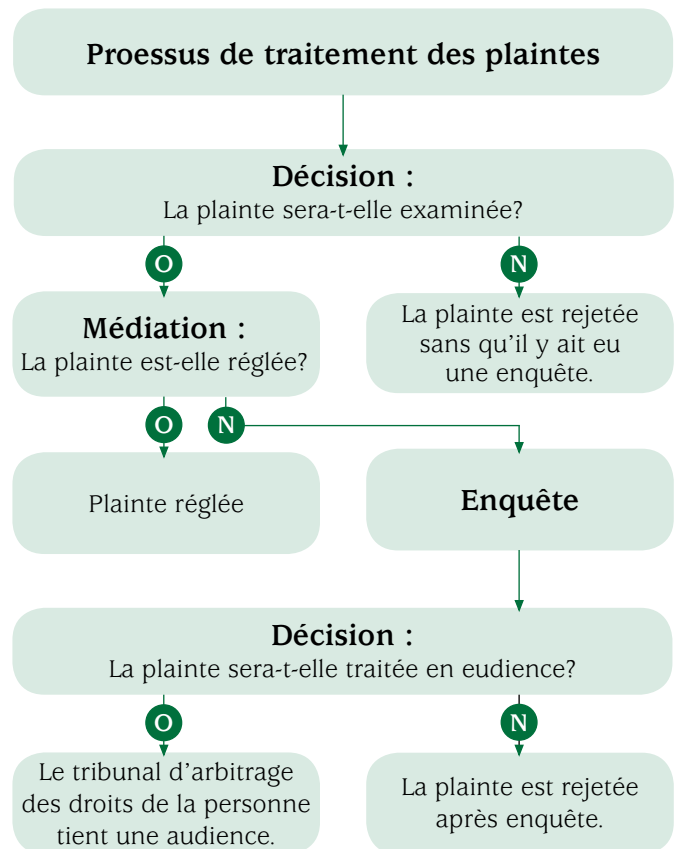 Proessus de traitement des plaintes
Décision :
La plainte sera-t-elle examinée?
O
N
Médiation :
La plainte est-elle réglée?
La plainte est rejetée
sans qu'il y ait eu
une enquête.
O
N
Plainte réglée
Enquête
Décision :
La plainte sera-t-elle traitée en eudience?
O
N
Le tribunal d'arbitrage
des droits de la personne
tient une audience.
La plainte est rejetée
après enquête.